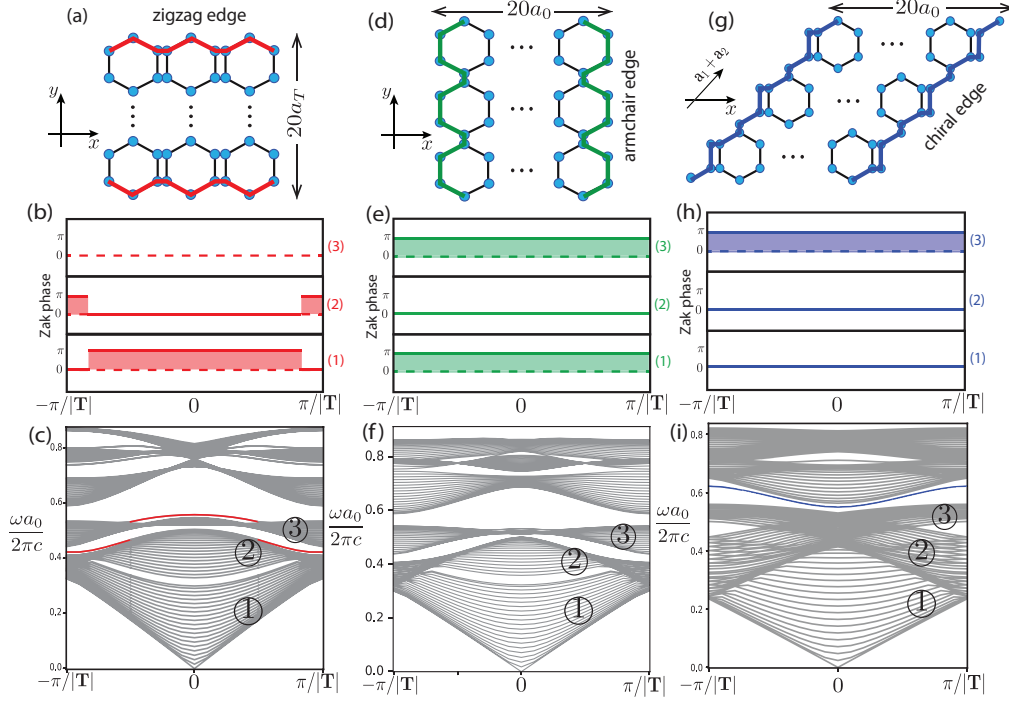 (a)
zigzag edge
20a_T
y
x
(d)
20a_0
y
x
armchair edge
(g)
20a_0
a_1 + a_2
x
chiral edge
(b)
Zak phase
π
0
(3)
π
0
(2)
π
0
(1)
−π/|T|
0
π/|T|
(e)
Zak phase
π
0
(3)
π
0
(2)
π
0
(1)
−π/|T|
0
π/|T|
(h)
Zak phase
π
0
(3)
π
0
(2)
π
0
(1)
−π/|T|
0
π/|T|
(c)
ωa_0
2πc
0.8
0.6
0.4
0.2
0.0
③
②
①
−π/|T|
0
π/|T|
(f)
ωa_0
2πc
0.8
0.6
0.4
0.2
0.0
③
②
①
−π/|T|
0
π/|T|
(i)
ωa_0
2πc
0.8
0.6
0.4
0.2
0.0
③
②
①
−π/|T|
0
π/|T|